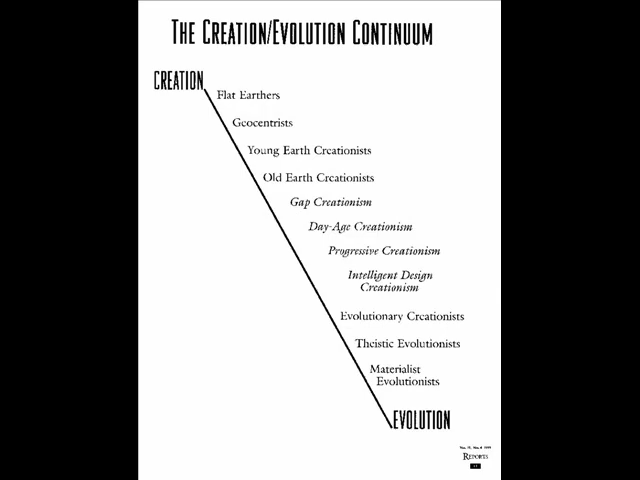 THE CREATION/EVOLUTION CONTINUUM
CREATION
Flat Earthers
Geocentrists
Young Earth Creationists
Old Earth Creationists
Gap Creationism
Day-Age Creationism
Progressive Creationism
Intelligent Design
Creationism
Evolutionary Creationists
Theistic Evolutionists
Materialist
Evolutionists
EVOLUTION
REPORTS